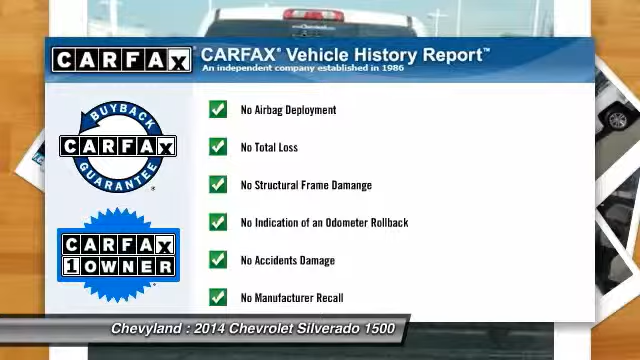 CARFAX
CARFAX® Vehicle History Report™
An independent company established in 1986
BUYBACK
CARFAX
GUARANTEE®
CARFAX
1 OWNER
No Airbag Deployment
No Total Loss
No Structural Frame Damange
No Indication of an Odometer Rollback
No Accidents Damage
No Manufacturer Recall
Chevyland : 2014 Chevrolet Silverado 1500